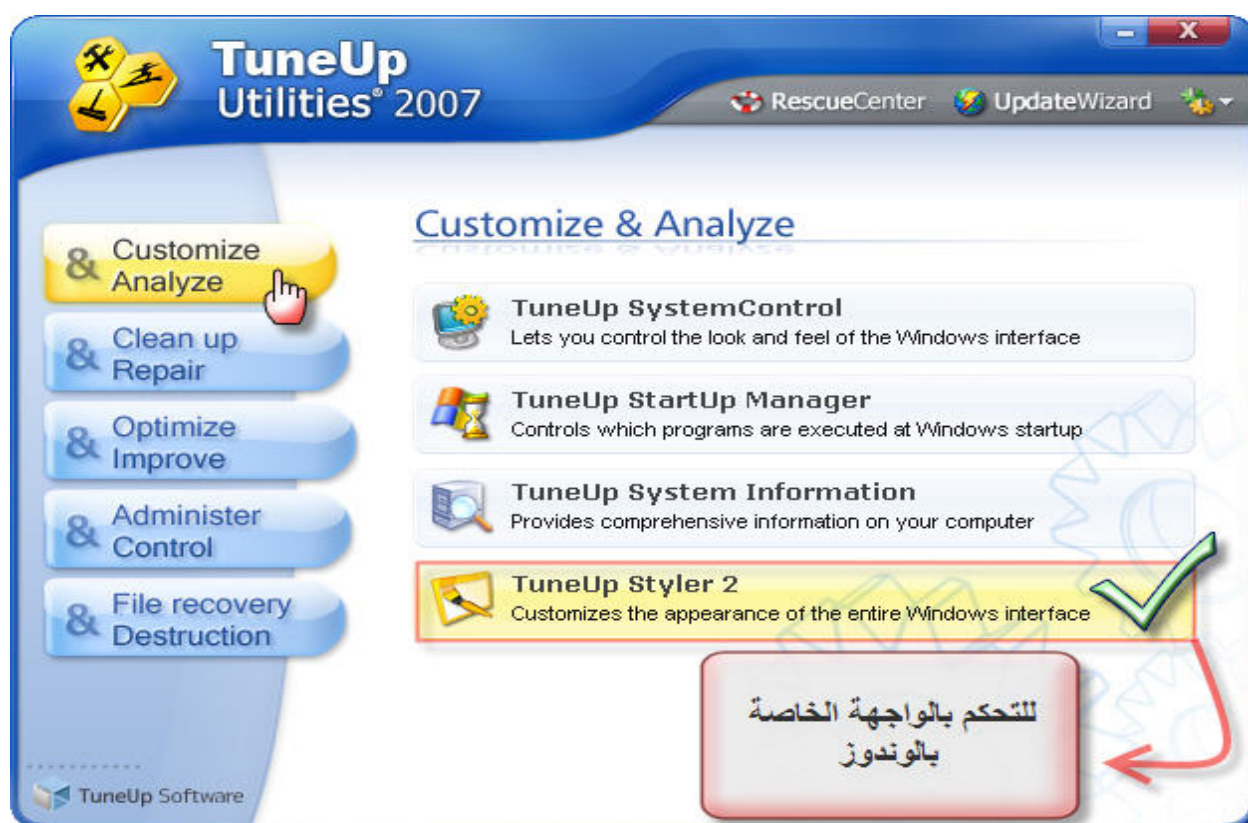 TuneUp
Utilities® 2007
RescueCenter
UpdateWizard
Customize & Analyze
& Customize
Analyze
& Clean up
Repair
& Optimize
Improve
& Administer
Control
& File recovery
Destruction
TuneUp SystemControl
Lets you control the look and feel of the Windows interface
TuneUp StartUp Manager
Controls which programs are executed at Windows startup
TuneUp System Information
Provides comprehensive information on your computer
TuneUp Styler 2
Customizes the appearance of the entire Windows interface
للتحكم بالواجهة الخاصة
بالوندوز
TuneUp Software